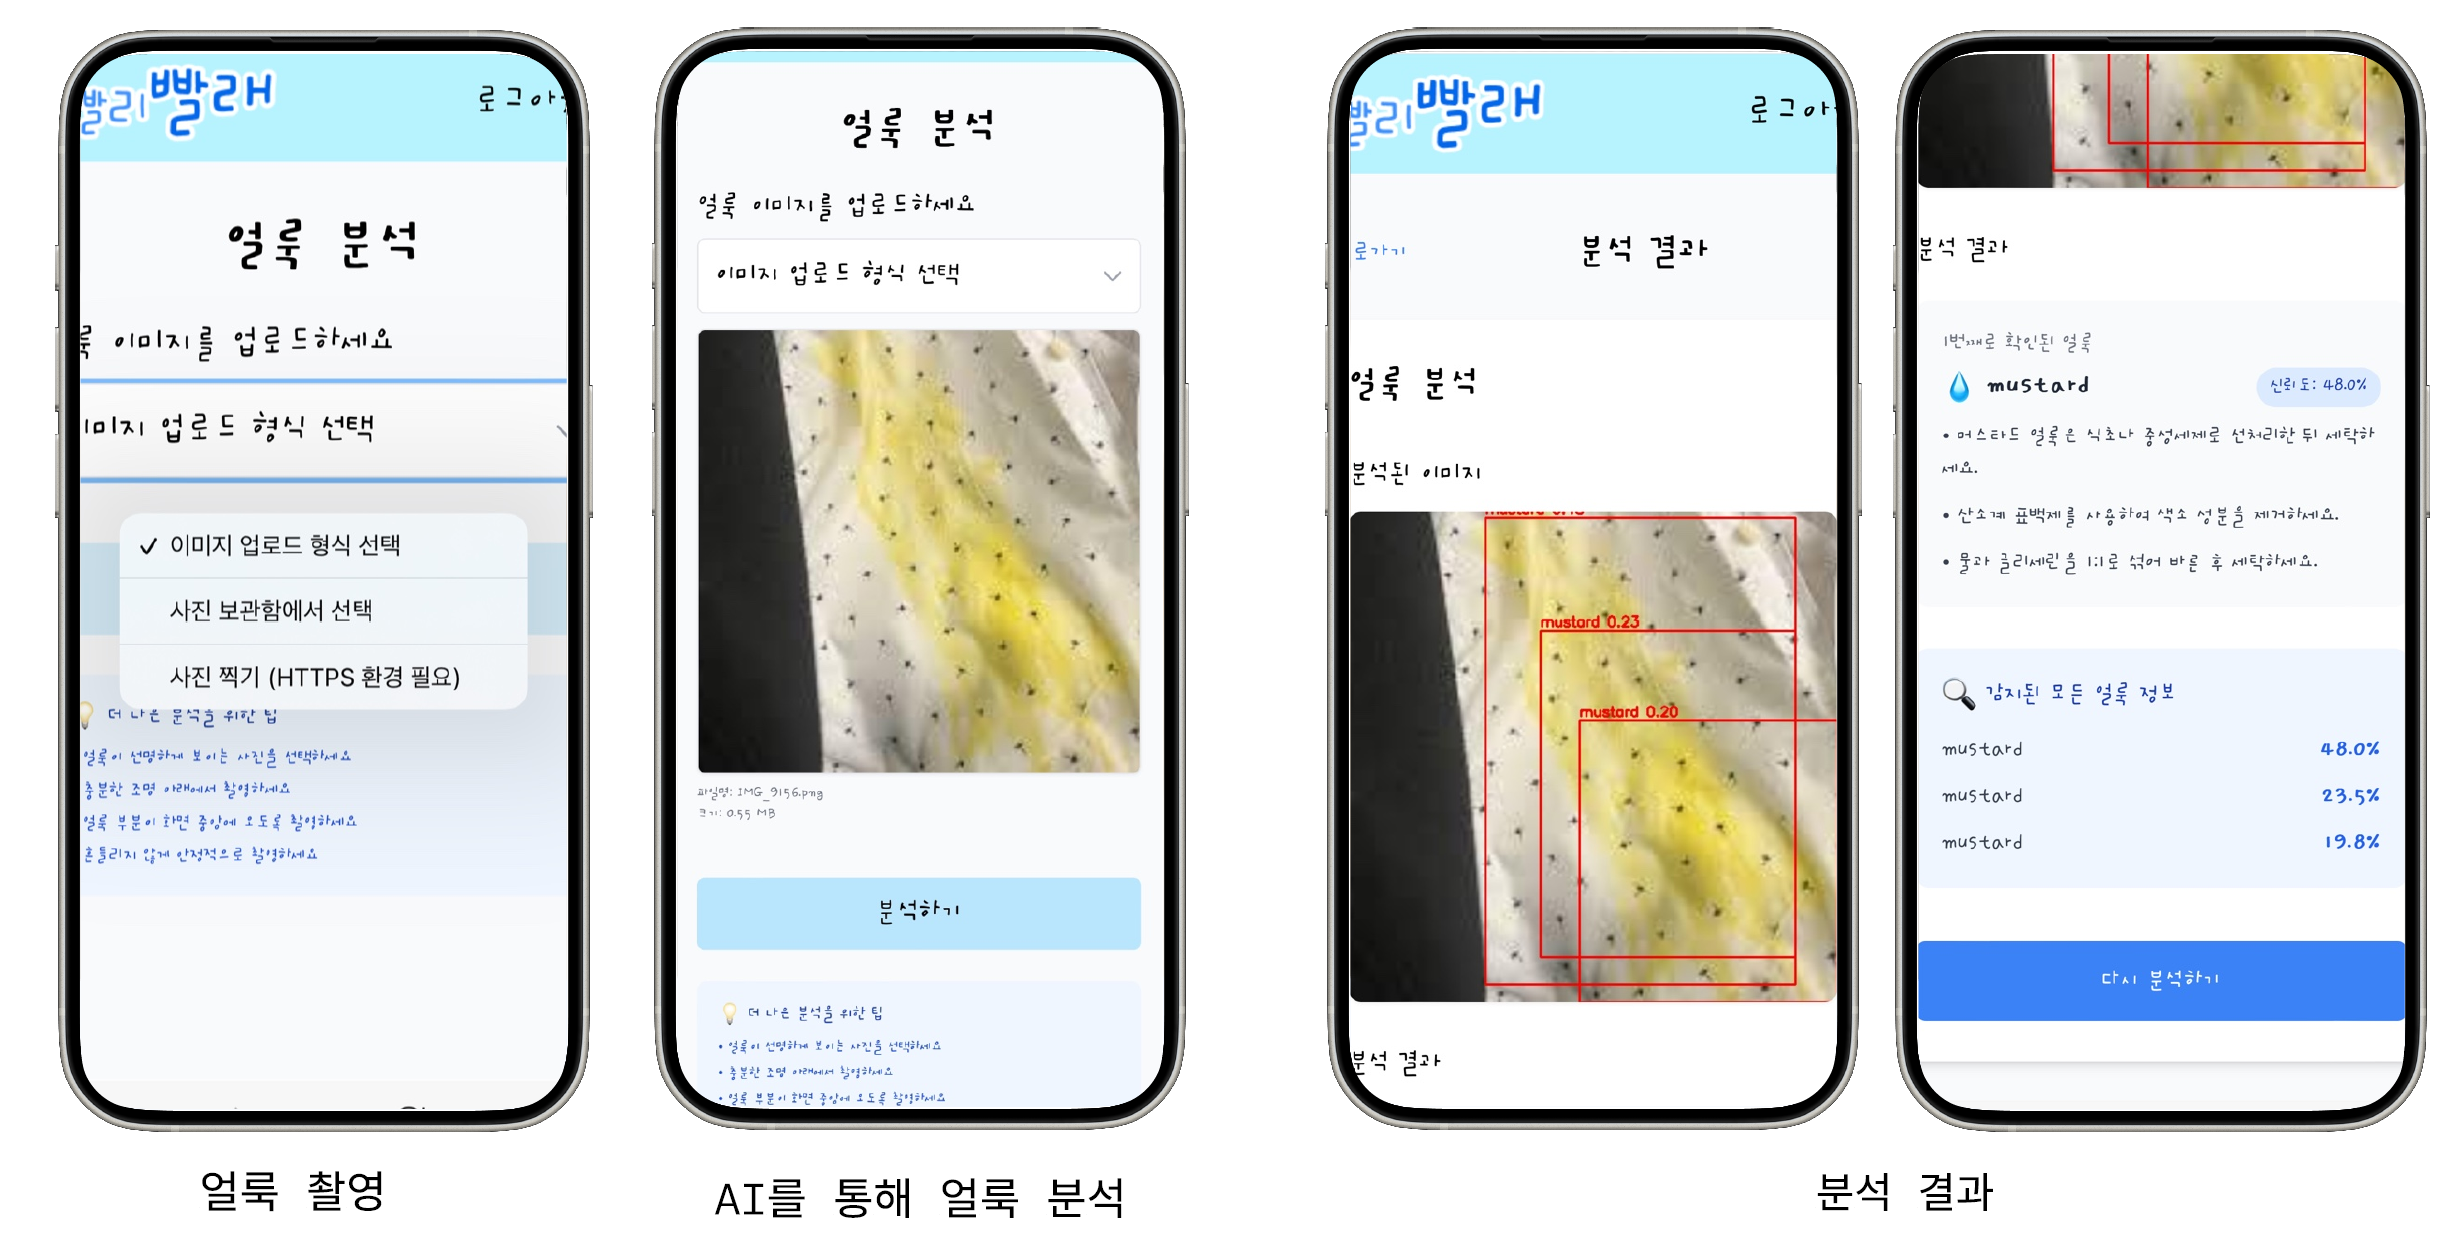 빨리빨래
로그아
얼룩 분석
이미지를 업로드하세요
이미지 업로드 형식 선택
✓ 이미지 업로드 형식 선택
사진 보관함에서 선택
사진 찍기 (HTTPS 환경 필요)
더 나은 분석을 위한 팁
얼룩이 선명하게 보이는 사진을 선택하세요
충분한 조명 아래에서 촬영하세요
얼룩 부분이 화면 중앙에 오도록 촬영하세요
흔들리지 않게 안정적으로 촬영하세요
얼룩 촬영
얼룩 분석
얼룩 이미지를 업로드하세요
이미지 업로드 형식 선택
파일명: IMG_9156.png
크기: 0.55 MB
분석하기
더 나은 분석을 위한 팁
• 얼룩이 선명하게 보이는 사진을 선택하세요
• 충분한 조명 아래에서 촬영하세요
• 얼룩 부분이 화면 중앙에 오도록 촬영하세요
AI를 통해 얼룩 분석
빨리빨래
로그아
로가기
분석 결과
얼룩 분석
분석된 이미지
mustard 0.23
mustard 0.20
분석 결과
분석 결과
1번째로 확인된 얼룩
mustard
신뢰도: 48.0%
• 머스타드 얼룩은 식초나 중성세제로 선처리한 뒤 세탁하
세요.
• 산소계 표백제를 사용하여 색소 성분을 제거하세요.
• 물과 글리세린을 1:1로 섞어 바른 후 세탁하세요.
감지된 모든 얼룩 정보
mustard 48.0%
mustard 23.5%
mustard 19.8%
다시 분석하기
분석 결과